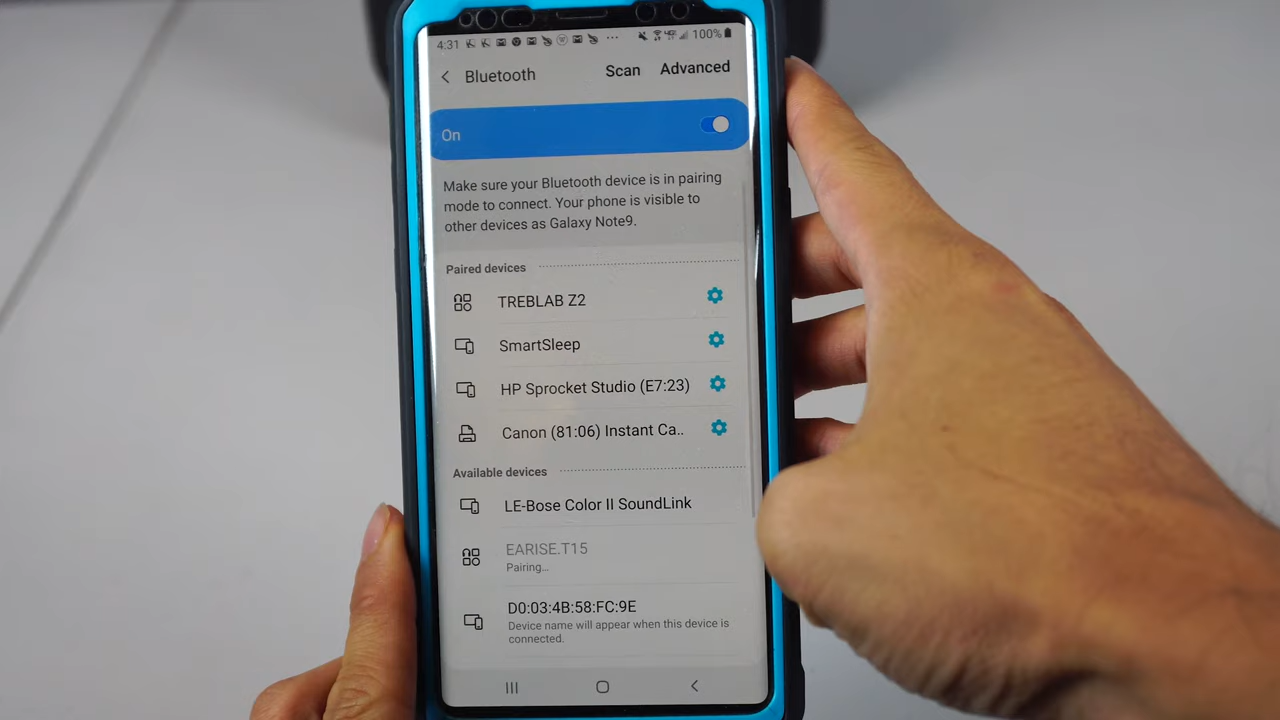 4:31 100%
Bluetooth Scan Advanced
On
Make sure your Bluetooth device is in pairing
mode to connect. Your phone is visible to
other devices as Galaxy Note9.
Paired devices
TREBLAB Z2
SmartSleep
HP Sprocket Studio (E7:23)
Canon (81:06) Instant Ca..
Available devices
LE-Bose Color II SoundLink
EARISE.T15
Pairing...
D0:03:4B:58:FC:9E
Device name will appear when this device is
connected.